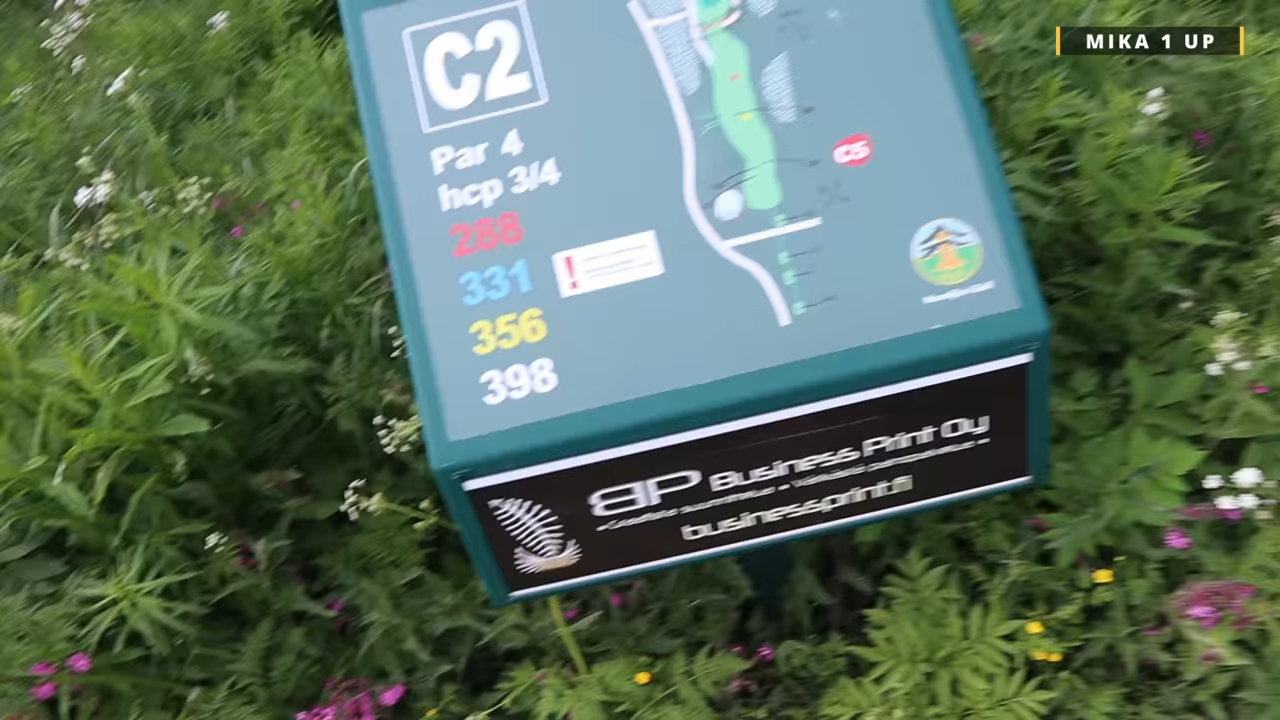 MIKA 1 UP
C2
Par 4
hcp 3/4
288
331
356
398
!
C5
BP Business Print Oy
businessprint.fi